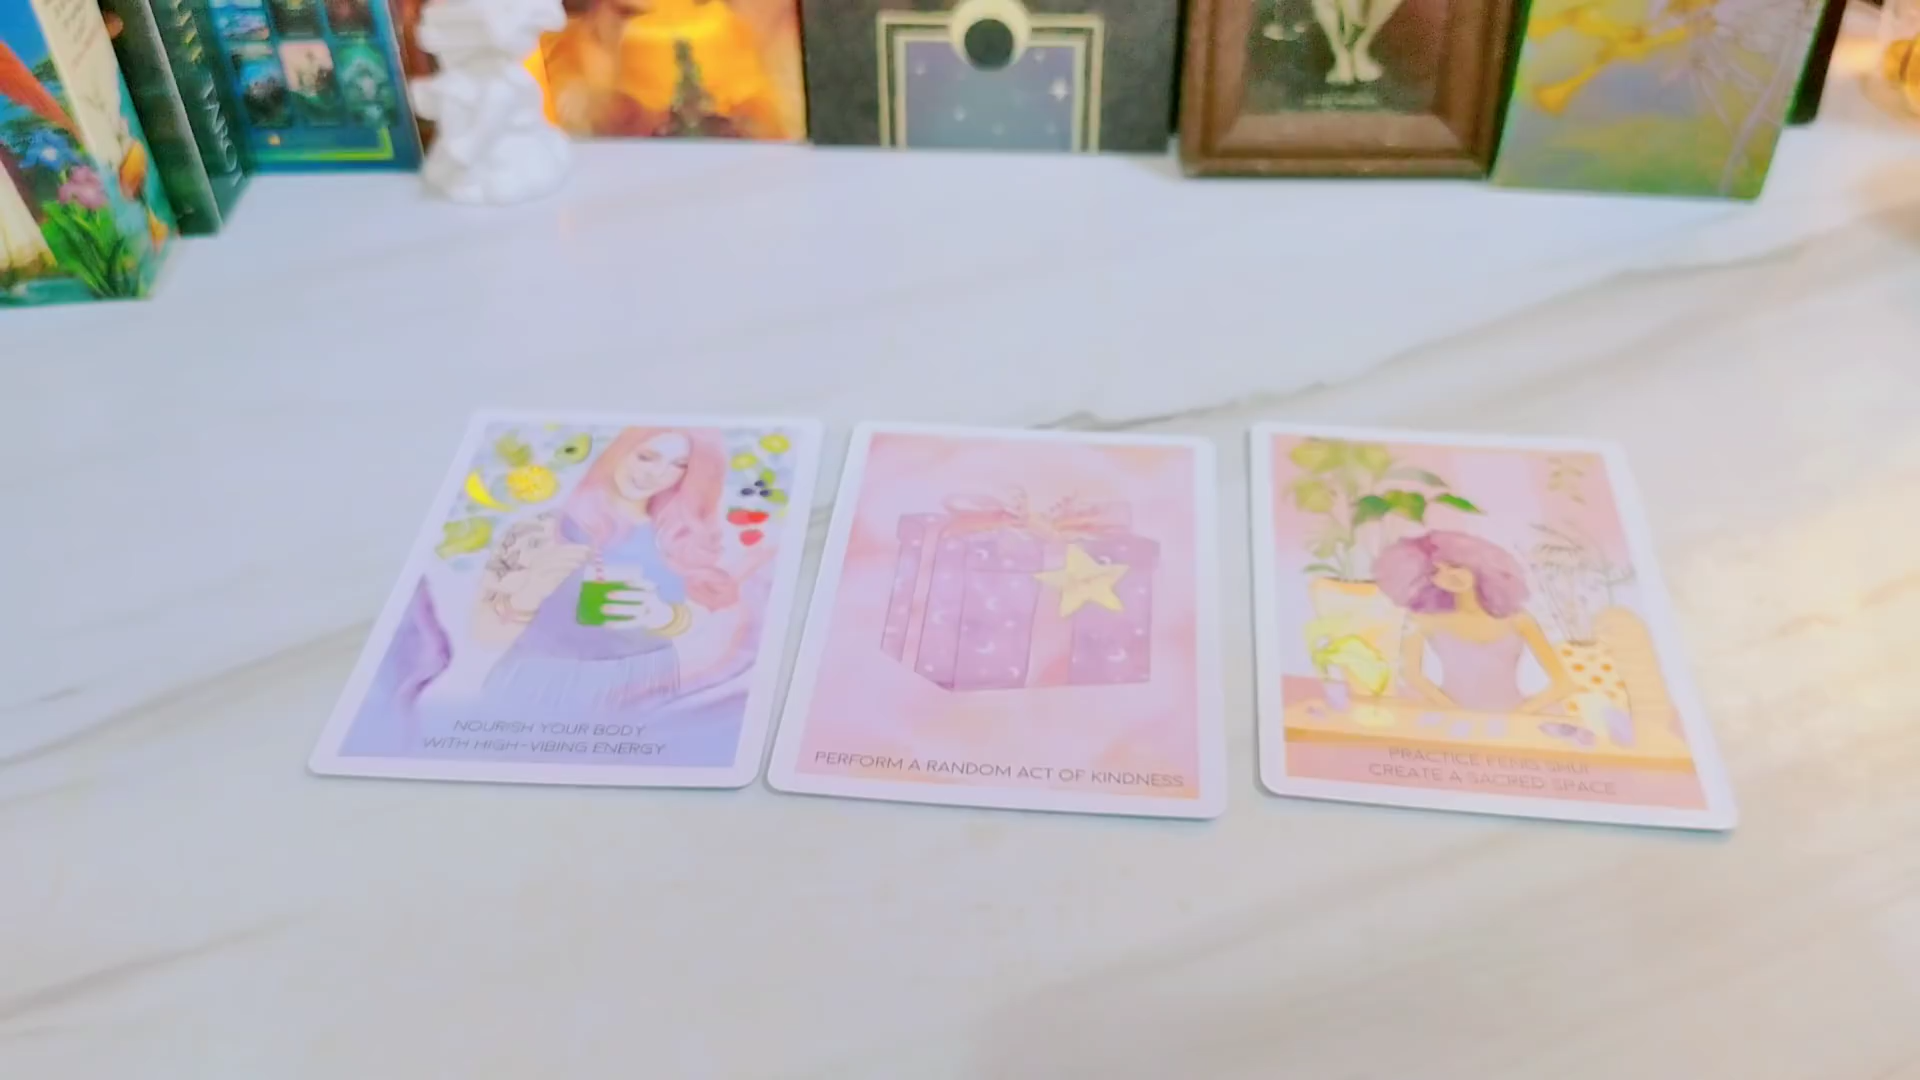 NOURISH YOUR BODY
WITH HIGH-VIBING ENERGY
PERFORM A RANDOM ACT OF KINDNESS
PRACTICE FENG SHUI
CREATE A SACRED SPACE